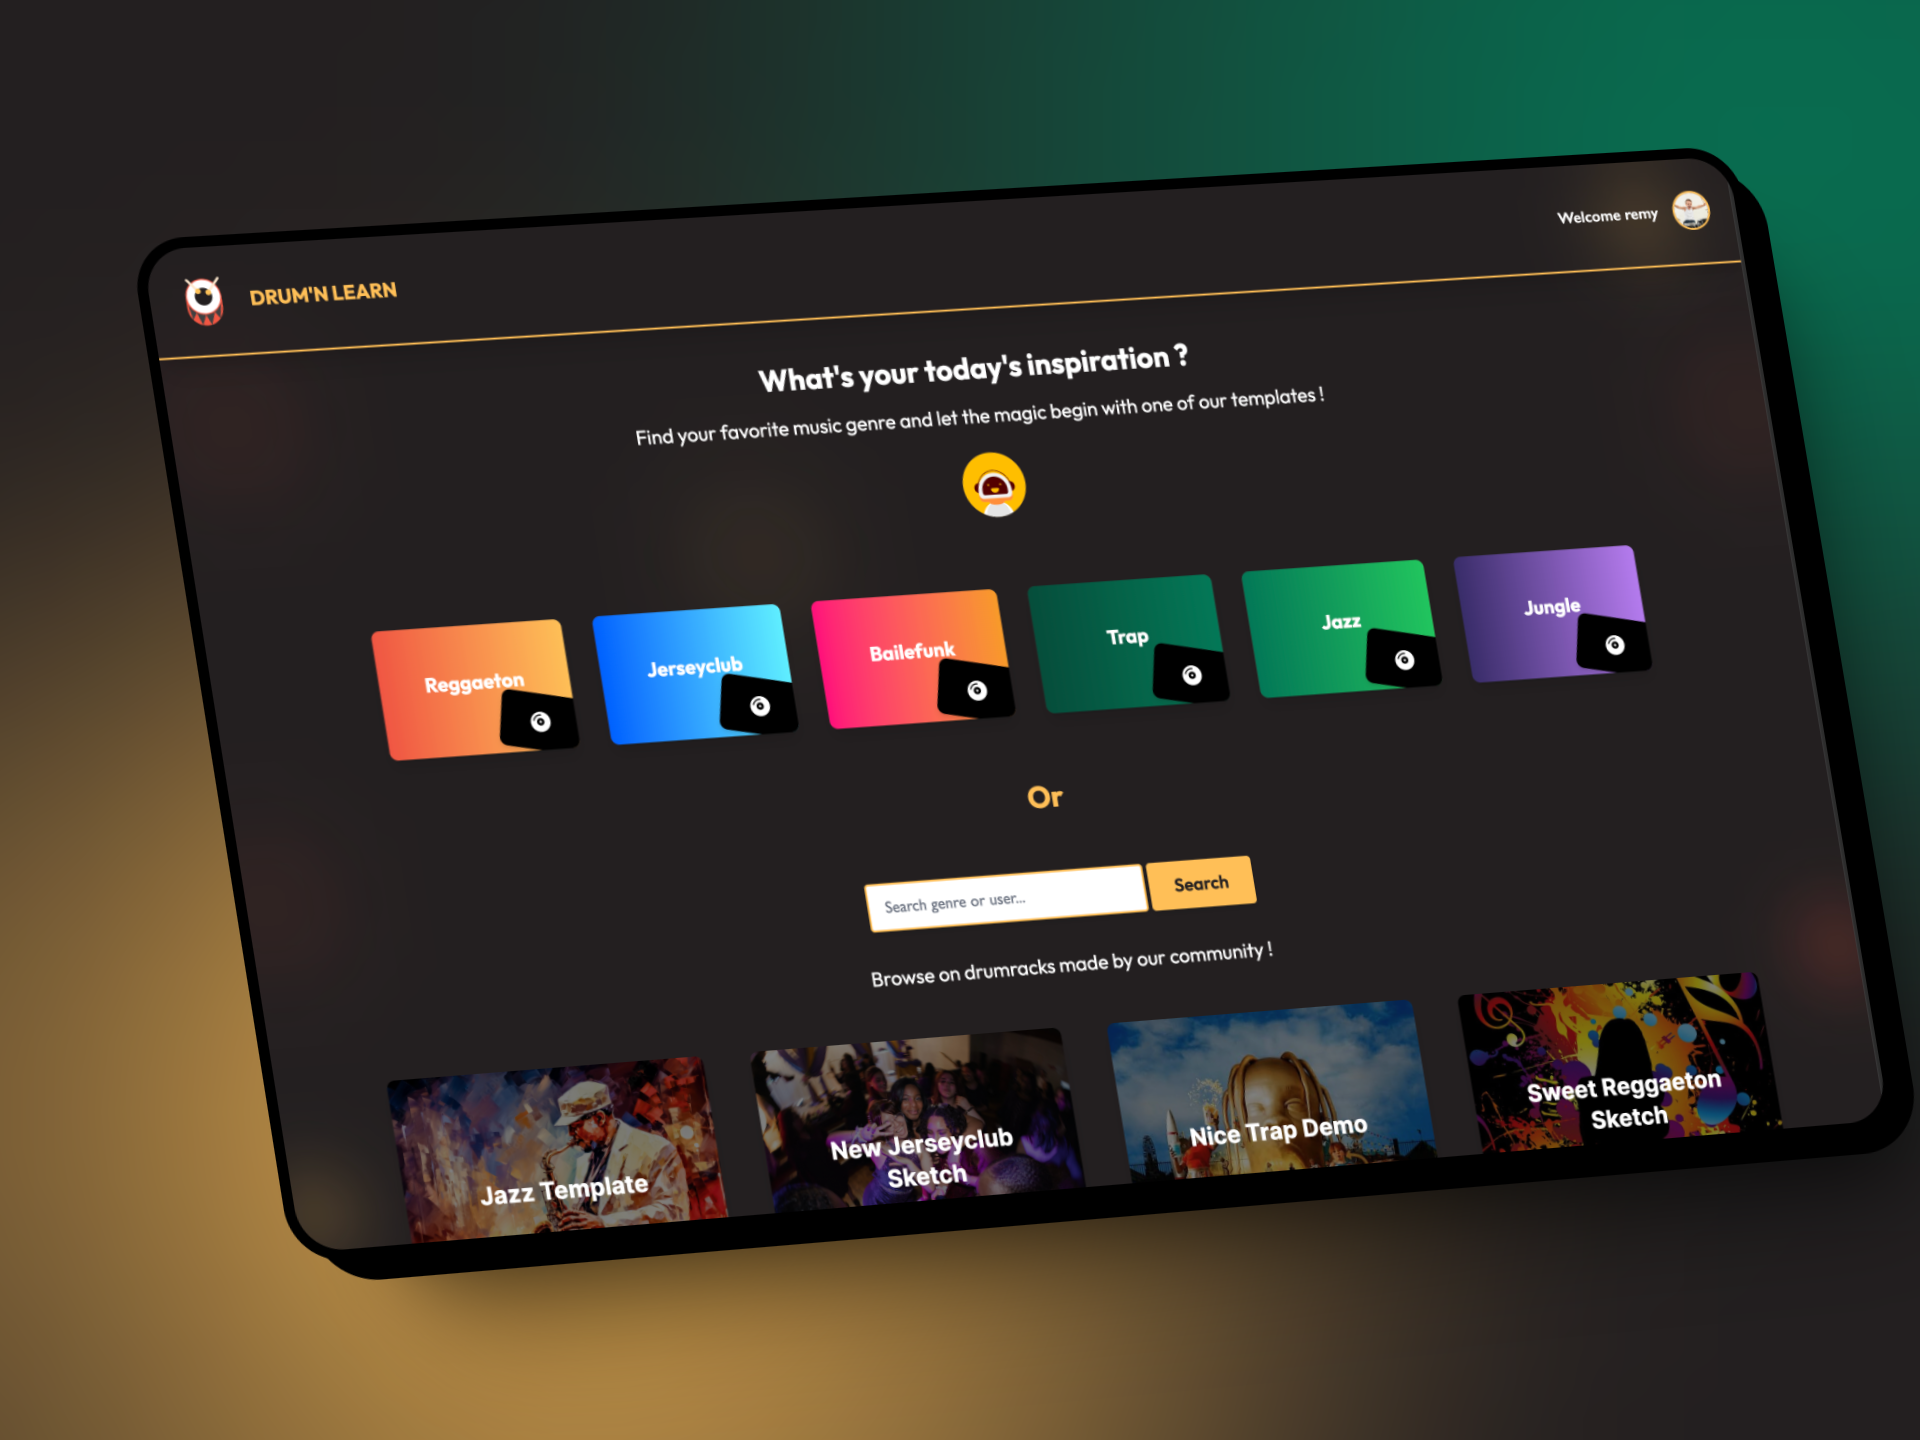 DRUM'N LEARN
Welcome remy
What's your today's inspiration ?
Find your favorite music genre and let the magic begin with one of our templates !
Reggaeton
Jerseyclub
Bailefunk
Trap
Jazz
Jungle
Or
Search genre or user...
Search
Browse on drumracks made by our community !
Jazz Template
New Jerseyclub
Sketch
Nice Trap Demo
Sweet Reggaeton
Sketch